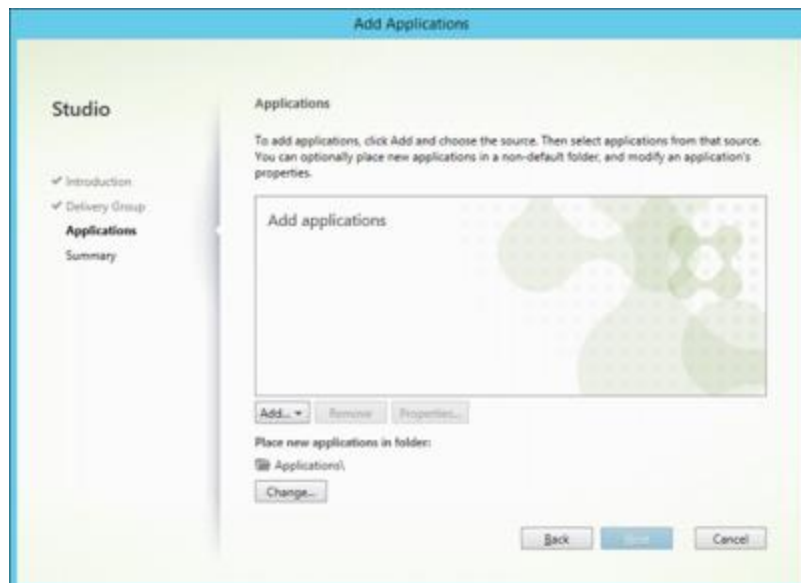 Add Applications
Studio
Introduction
Delivery Group
Applications
Summary
Applications
To add applications, click Add and choose the source. Then select applications from that source.
You can optionally place new applications in a non-default folder, and modify an application's
properties.
Add applications
Add...
Remove
Properties...
Place new applications in folder:
Applications\
Change...
Back
Next
Cancel